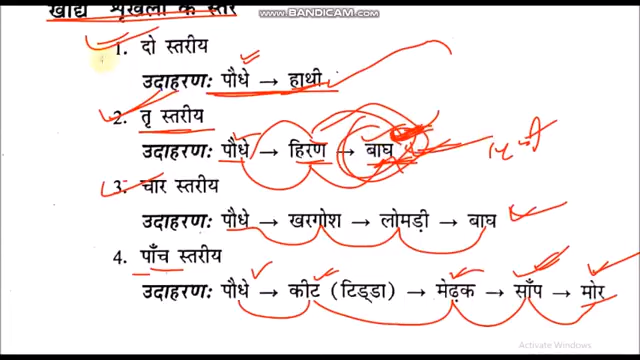 www.BANDICAM.com
खाद्य शृंखला के स्तर
1. दो स्तरीय
उदाहरण: पौधे → हाथी
2. तृ स्तरीय
उदाहरण: पौधे → हिरण → बाघ
3. चार स्तरीय
उदाहरण: पौधे → खरगोश → लोमड़ी → बाघ
4. पाँच स्तरीय
उदाहरण: पौधे → कीट (टिड्डा) → मेढ़क → साँप → मोर
Activate Windows